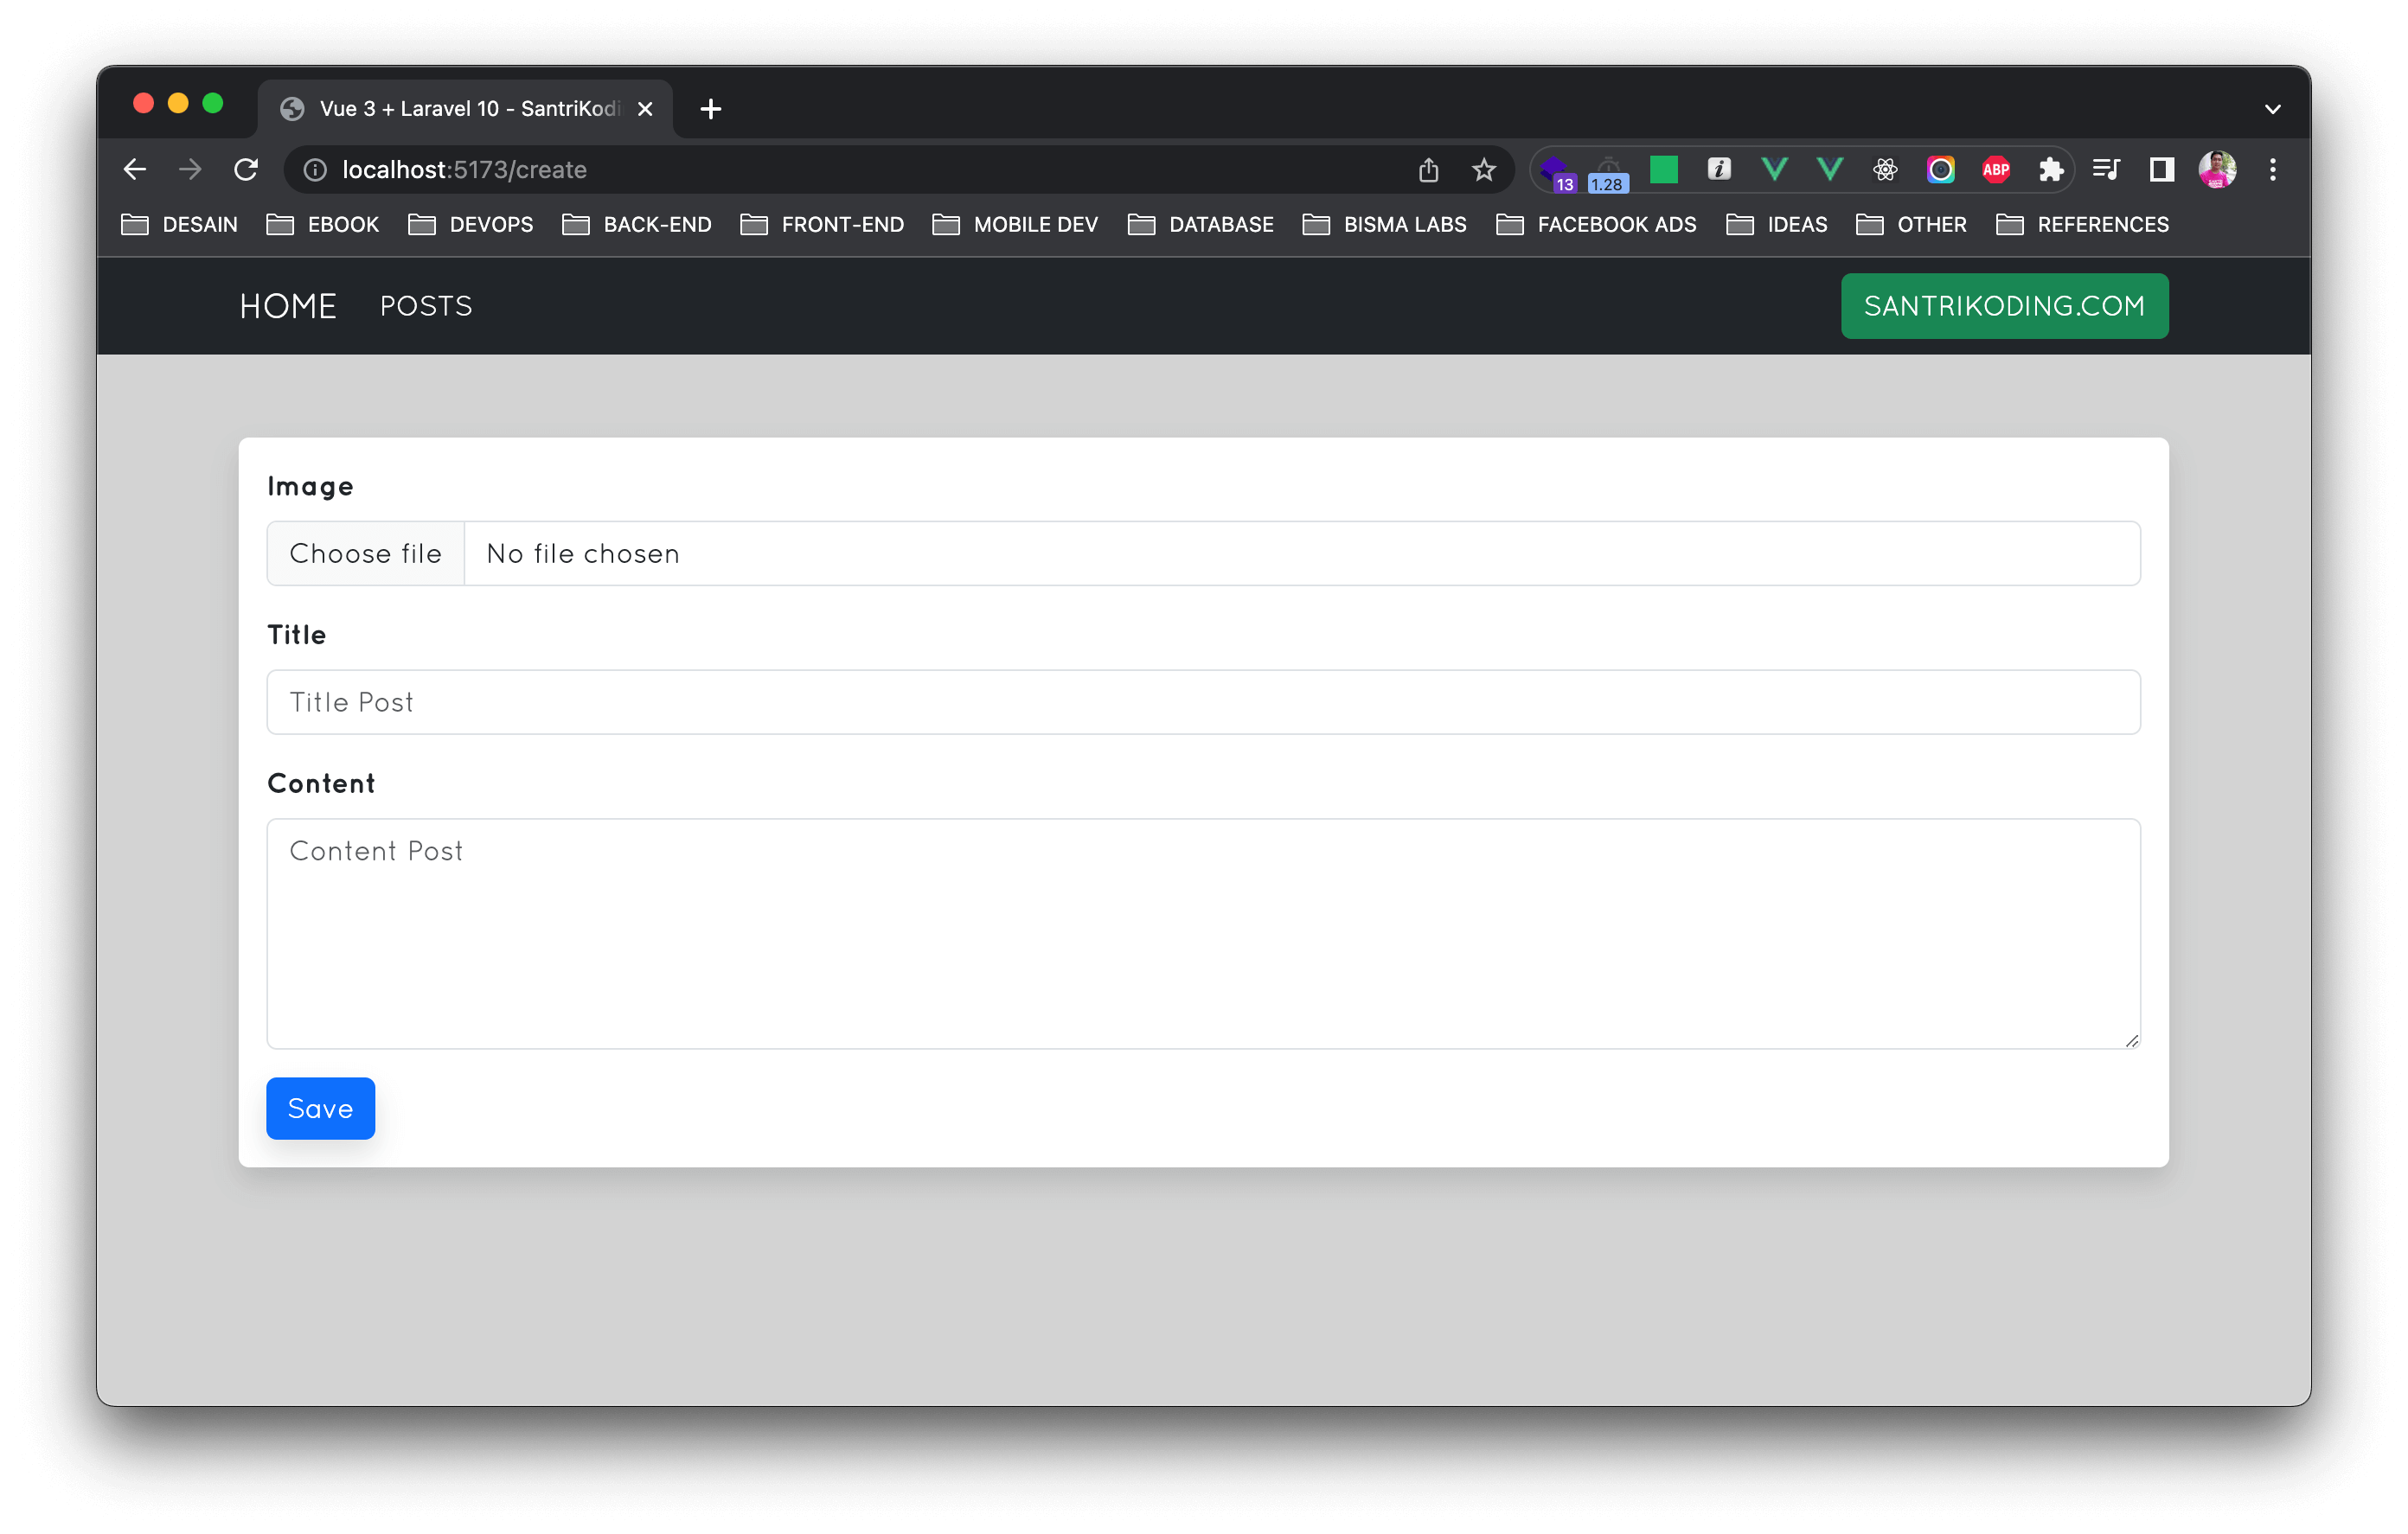 Vue 3 + Laravel 10 - SantriKodi
localhost:5173/create
13
1.28
ABP
DESAIN EBOOK DEVOPS BACK-END FRONT-END MOBILE DEV DATABASE BISMA LABS FACEBOOK ADS IDEAS OTHER REFERENCES
HOME POSTS SANTRIKODING.COM
Image
Choose file No file chosen
Title
Title Post
Content
Content Post
Save